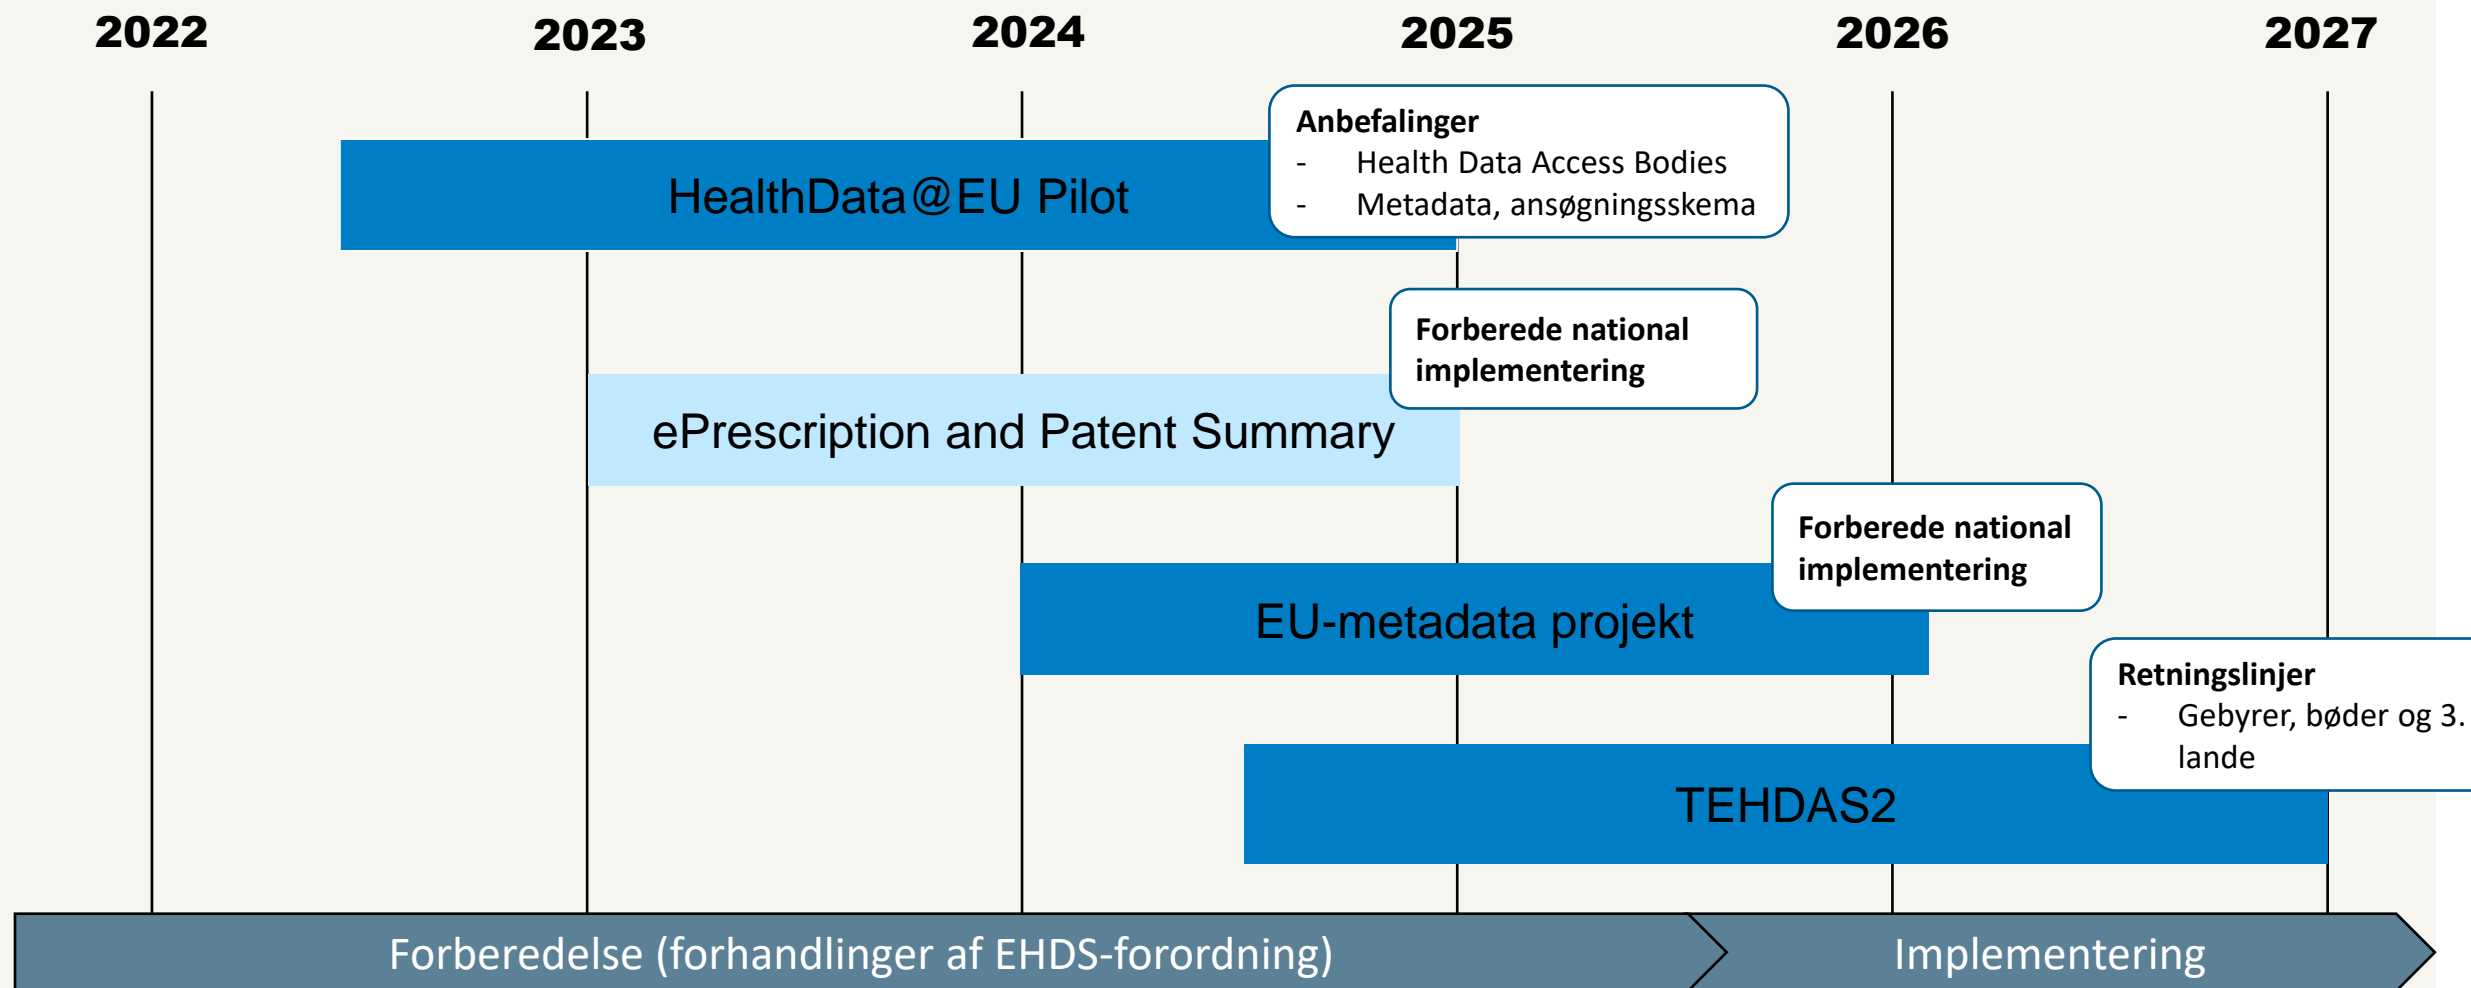 2022 2023 2024 2025 2026 2027
Anbefalinger
- Health Data Access Bodies
- Metadata, ansøgningsskema
HealthData@EU Pilot
Forberede national
implementering
ePrescription and Patent Summary
Forberede national
implementering
EU-metadata projekt
Retningslinjer
- Gebyrer, bøder og 3.
lande
TEHDAS2
Forberedelse (forhandlinger af EHDS-forordning)
Implementering